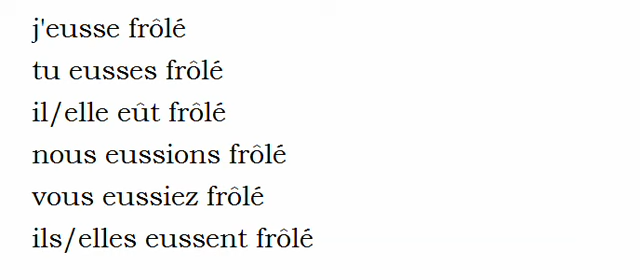 j'eusse frôlé
tu eusses frôlé
il/elle eût frôlé
nous eussions frôlé
vous eussiez frôlé
ils/elles eussent frôlé